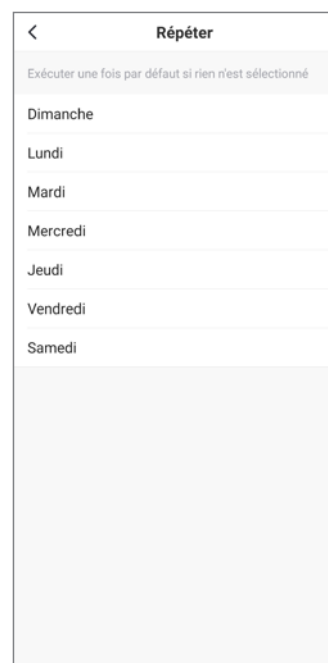 Répéter
Exécuter une fois par défaut si rien n'est sélectionné
Dimanche
Lundi
Mardi
Mercredi
Jeudi
Vendredi
Samedi